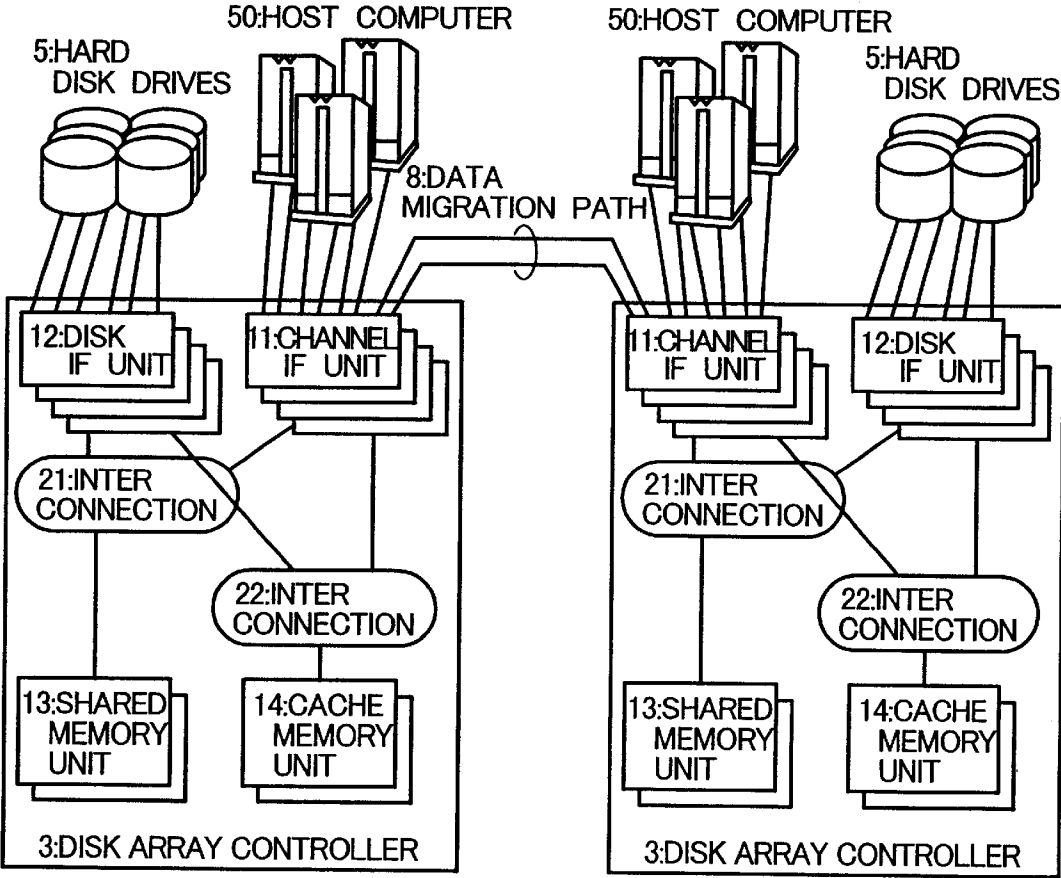 50:HOST COMPUTER
5:HARD
DISK DRIVES
8:DATA
MIGRATION PATH
50:HOST COMPUTER
5:HARD
DISK DRIVES
12:DISK
IF UNIT
11:CHANNEL
IF UNIT
21:INTER
CONNECTION
22:INTER
CONNECTION
13:SHARED
MEMORY
UNIT
14:CACHE
MEMORY
UNIT
3:DISK ARRAY CONTROLLER
11:CHANNEL
IF UNIT
12:DISK
IF UNIT
21:INTER
CONNECTION
22:INTER
CONNECTION
13:SHARED
MEMORY
UNIT
14:CACHE
MEMORY
UNIT
3:DISK ARRAY CONTROLLER